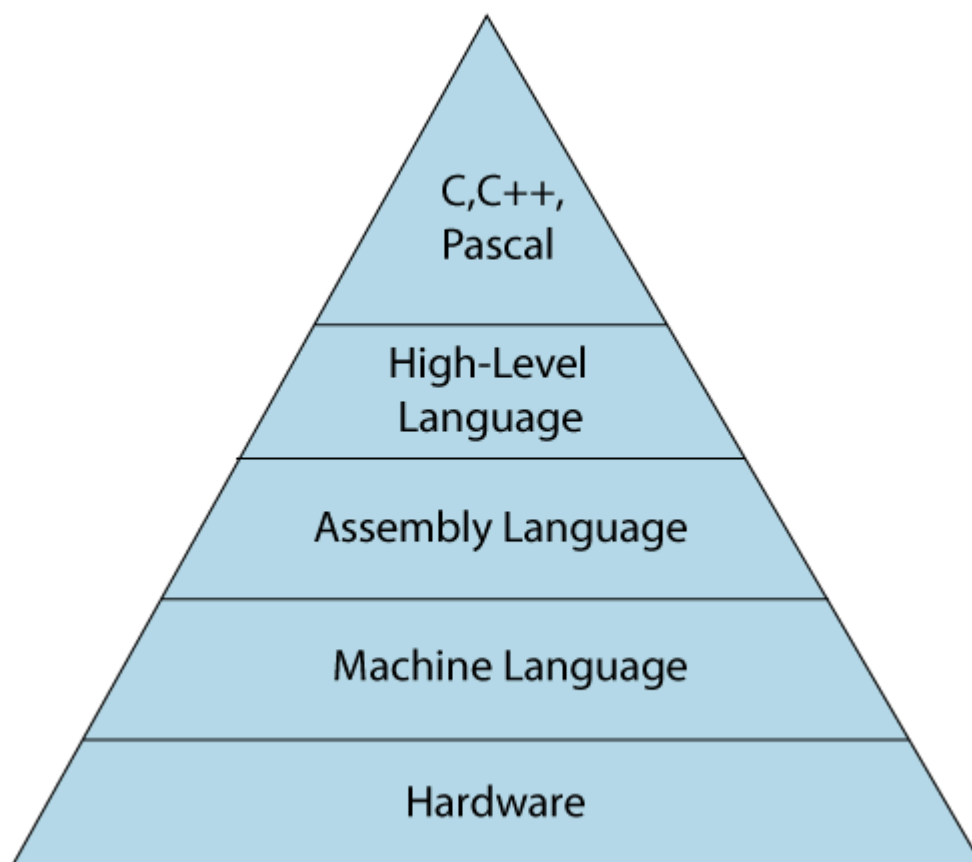 C,C++,
Pascal
High-Level
Language
Assembly Language
Machine Language
Hardware